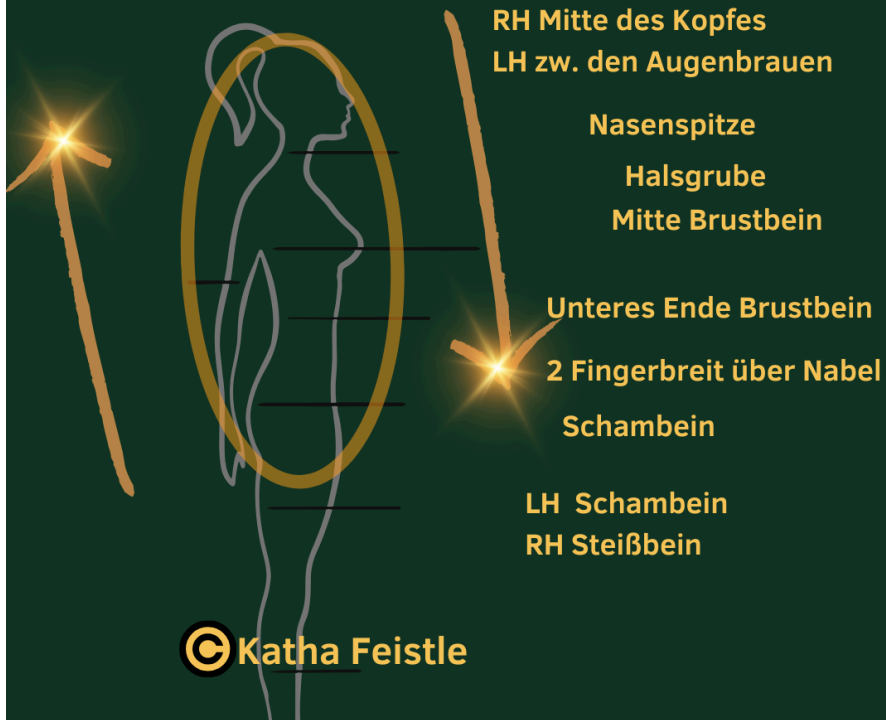 RH Mitte des Kopfes
LH zw. den Augenbrauen
Nasenspitze
Halsgrube
Mitte Brustbein
Unteres Ende Brustbein
2 Fingerbreit über Nabel
Schambein
LH Schambein
RH Steißbein
© Katha Feistle